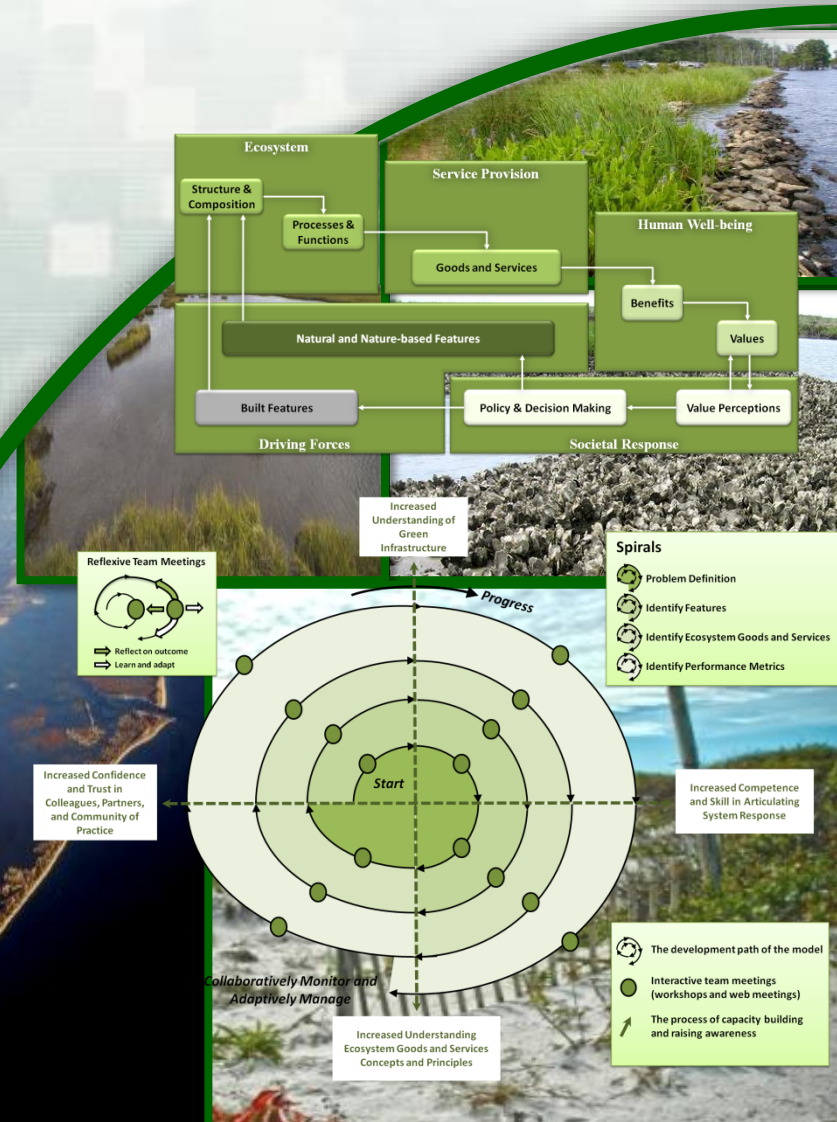 Ecosystem
Structure &
Composition
Processes &
Functions
Service Provision
Goods and Services
Human Well-being
Benefits
Values
Natural and Nature-based Features
Built Features
Policy & Decision Making
Value Perceptions
Driving Forces
Societal Response
Increased
Understanding of
Green
Infrastructure
Reflexive Team Meetings
Reflect on outcome
Learn and adapt
Spirals
Problem Definition
Identify Features
Identify Ecosystem Goods and Services
Identify Performance Metrics
Progress
Start
Increased Confidence
and Trust in
Colleagues, Partners,
and Community of
Practice
Increased Competence
and Skill in Articulating
System Response
Collaboratively Monitor and
Adaptively Manage
Increased Understanding
Ecosystem Goods and Services
Concepts and Principles
The development path of the model
Interactive team meetings
(workshops and web meetings)
The process of capacity building
and raising awareness